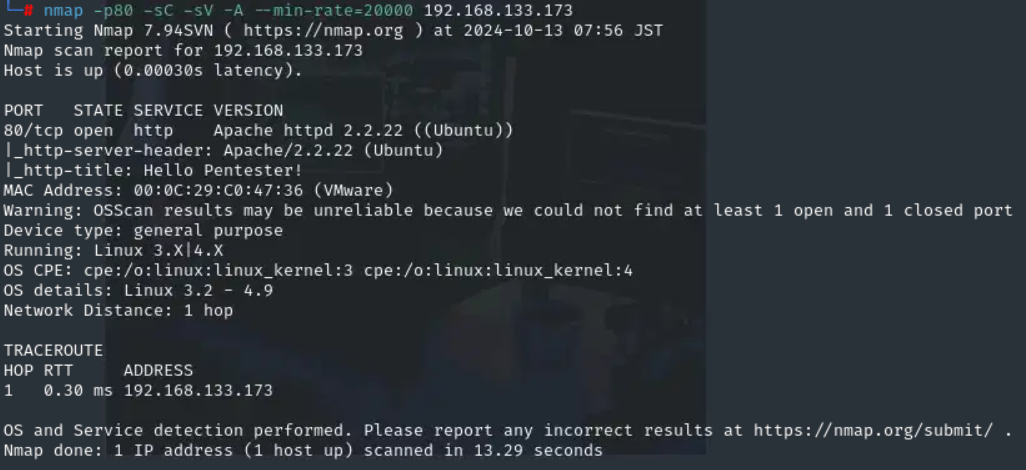 └─# nmap -p80 -sC -sV -A --min-rate=20000 192.168.133.173
Starting Nmap 7.94SVN ( https://nmap.org ) at 2024-10-13 07:56 JST
Nmap scan report for 192.168.133.173
Host is up (0.00030s latency).
PORT   STATE SERVICE VERSION
80/tcp open  http    Apache httpd 2.2.22 ((Ubuntu))
|_http-server-header: Apache/2.2.22 (Ubuntu)
|_http-title: Hello Pentester!
MAC Address: 00:0C:29:C0:47:36 (VMware)
Warning: OSScan results may be unreliable because we could not find at least 1 open and 1 closed port
Device type: general purpose
Running: Linux 3.X|4.X
OS CPE: cpe:/o:linux:linux_kernel:3 cpe:/o:linux:linux_kernel:4
OS details: Linux 3.2 - 4.9
Network Distance: 1 hop
TRACEROUTE
HOP RTT     ADDRESS
1   0.30 ms 192.168.133.173
OS and Service detection performed. Please report any incorrect results at https://nmap.org/submit/ .
Nmap done: 1 IP address (1 host up) scanned in 13.29 seconds